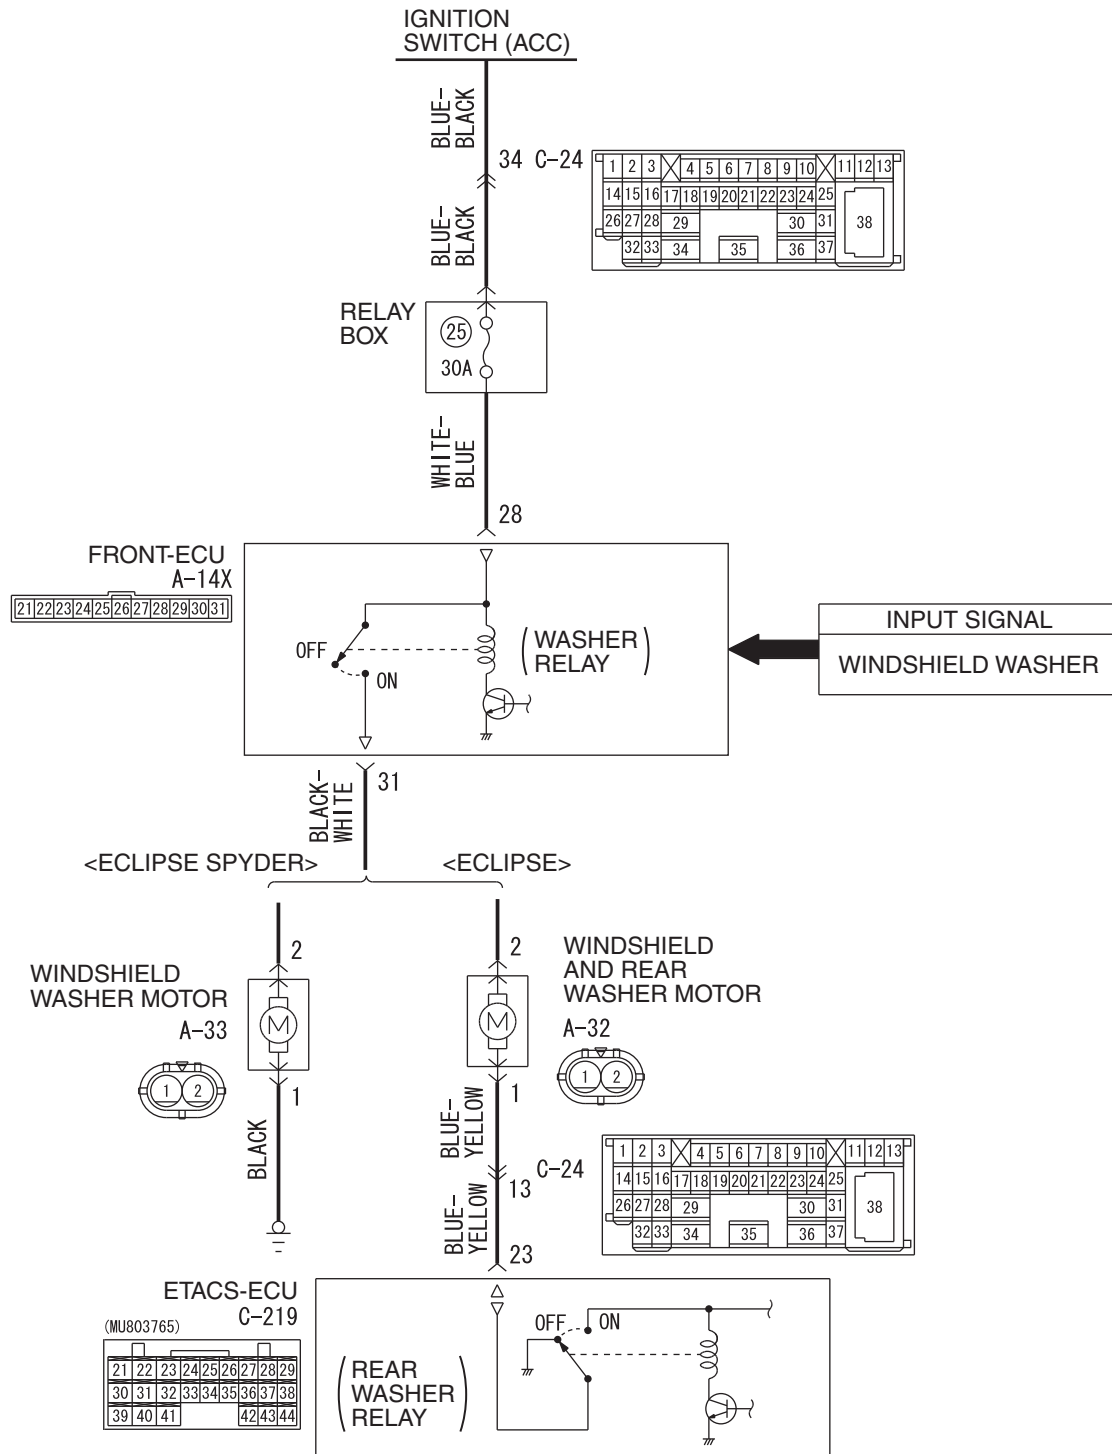 IGNITION
SWITCH (ACC)
BLUE-
BLACK
34 C-24
1 2 3 4 5 6 7 8 9 10 11 12 13
14 15 16 17 18 19 20 21 22 23 24 25
26 27 28 29 30 31 38
32 33 34 35 36 37
BLUE-
BLACK
RELAY
BOX
25
30A
WHITE-
BLUE
28
FRONT-ECU
A-14X
21 22 23 24 25 26 27 28 29 30 31
OFF
ON
(WASHER
RELAY)
INPUT SIGNAL
WINDSHIELD WASHER
31
BLACK-
WHITE
<ECLIPSE SPYDER> <ECLIPSE>
2
WINDSHIELD
WASHER MOTOR
A-33
M
1 2
1
BLACK
2
WINDSHIELD
AND REAR
WASHER MOTOR
A-32
M
1 2
1
BLUE-
YELLOW
13 C-24
1 2 3 4 5 6 7 8 9 10 11 12 13
14 15 16 17 18 19 20 21 22 23 24 25
26 27 28 29 30 31 38
32 33 34 35 36 37
BLUE-
YELLOW
23
ETACS-ECU
C-219
(MU803765)
21 22 23 24 25 26 27 28 29
30 31 32 33 34 35 36 37 38
39 40 41 42 43 44
(REAR
WASHER
RELAY)
OFF ON